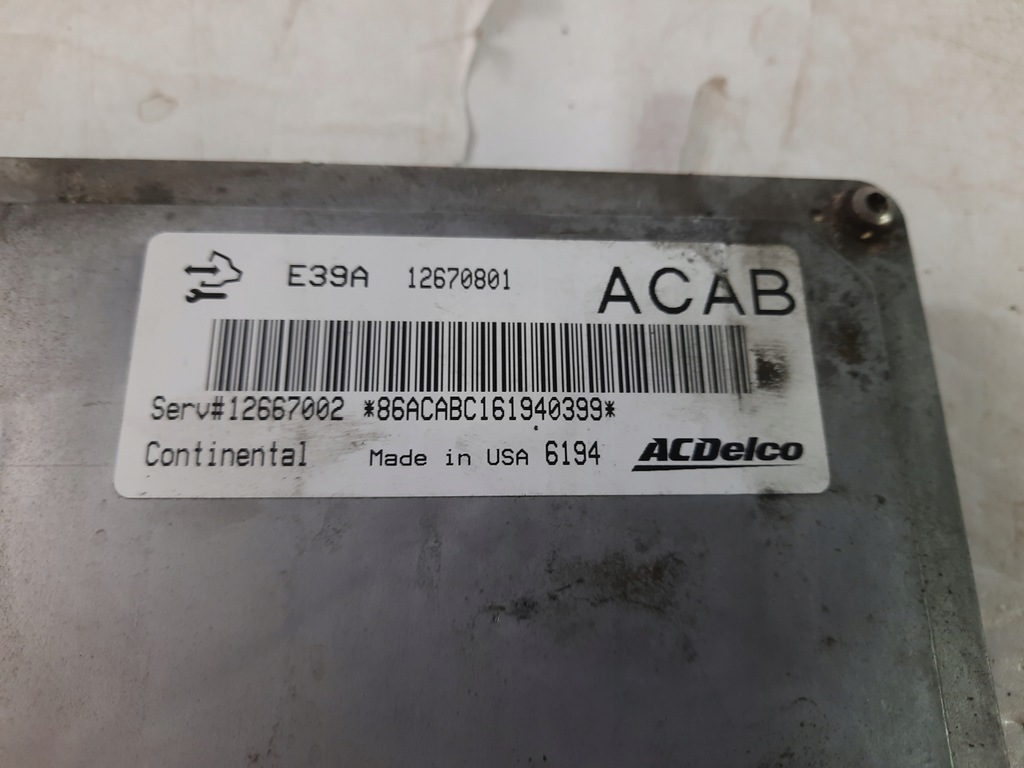 E39A 12670801 ACAB
Serv#12667002 *86ACABC161940399*
Continental Made in USA 6194 ACDelco